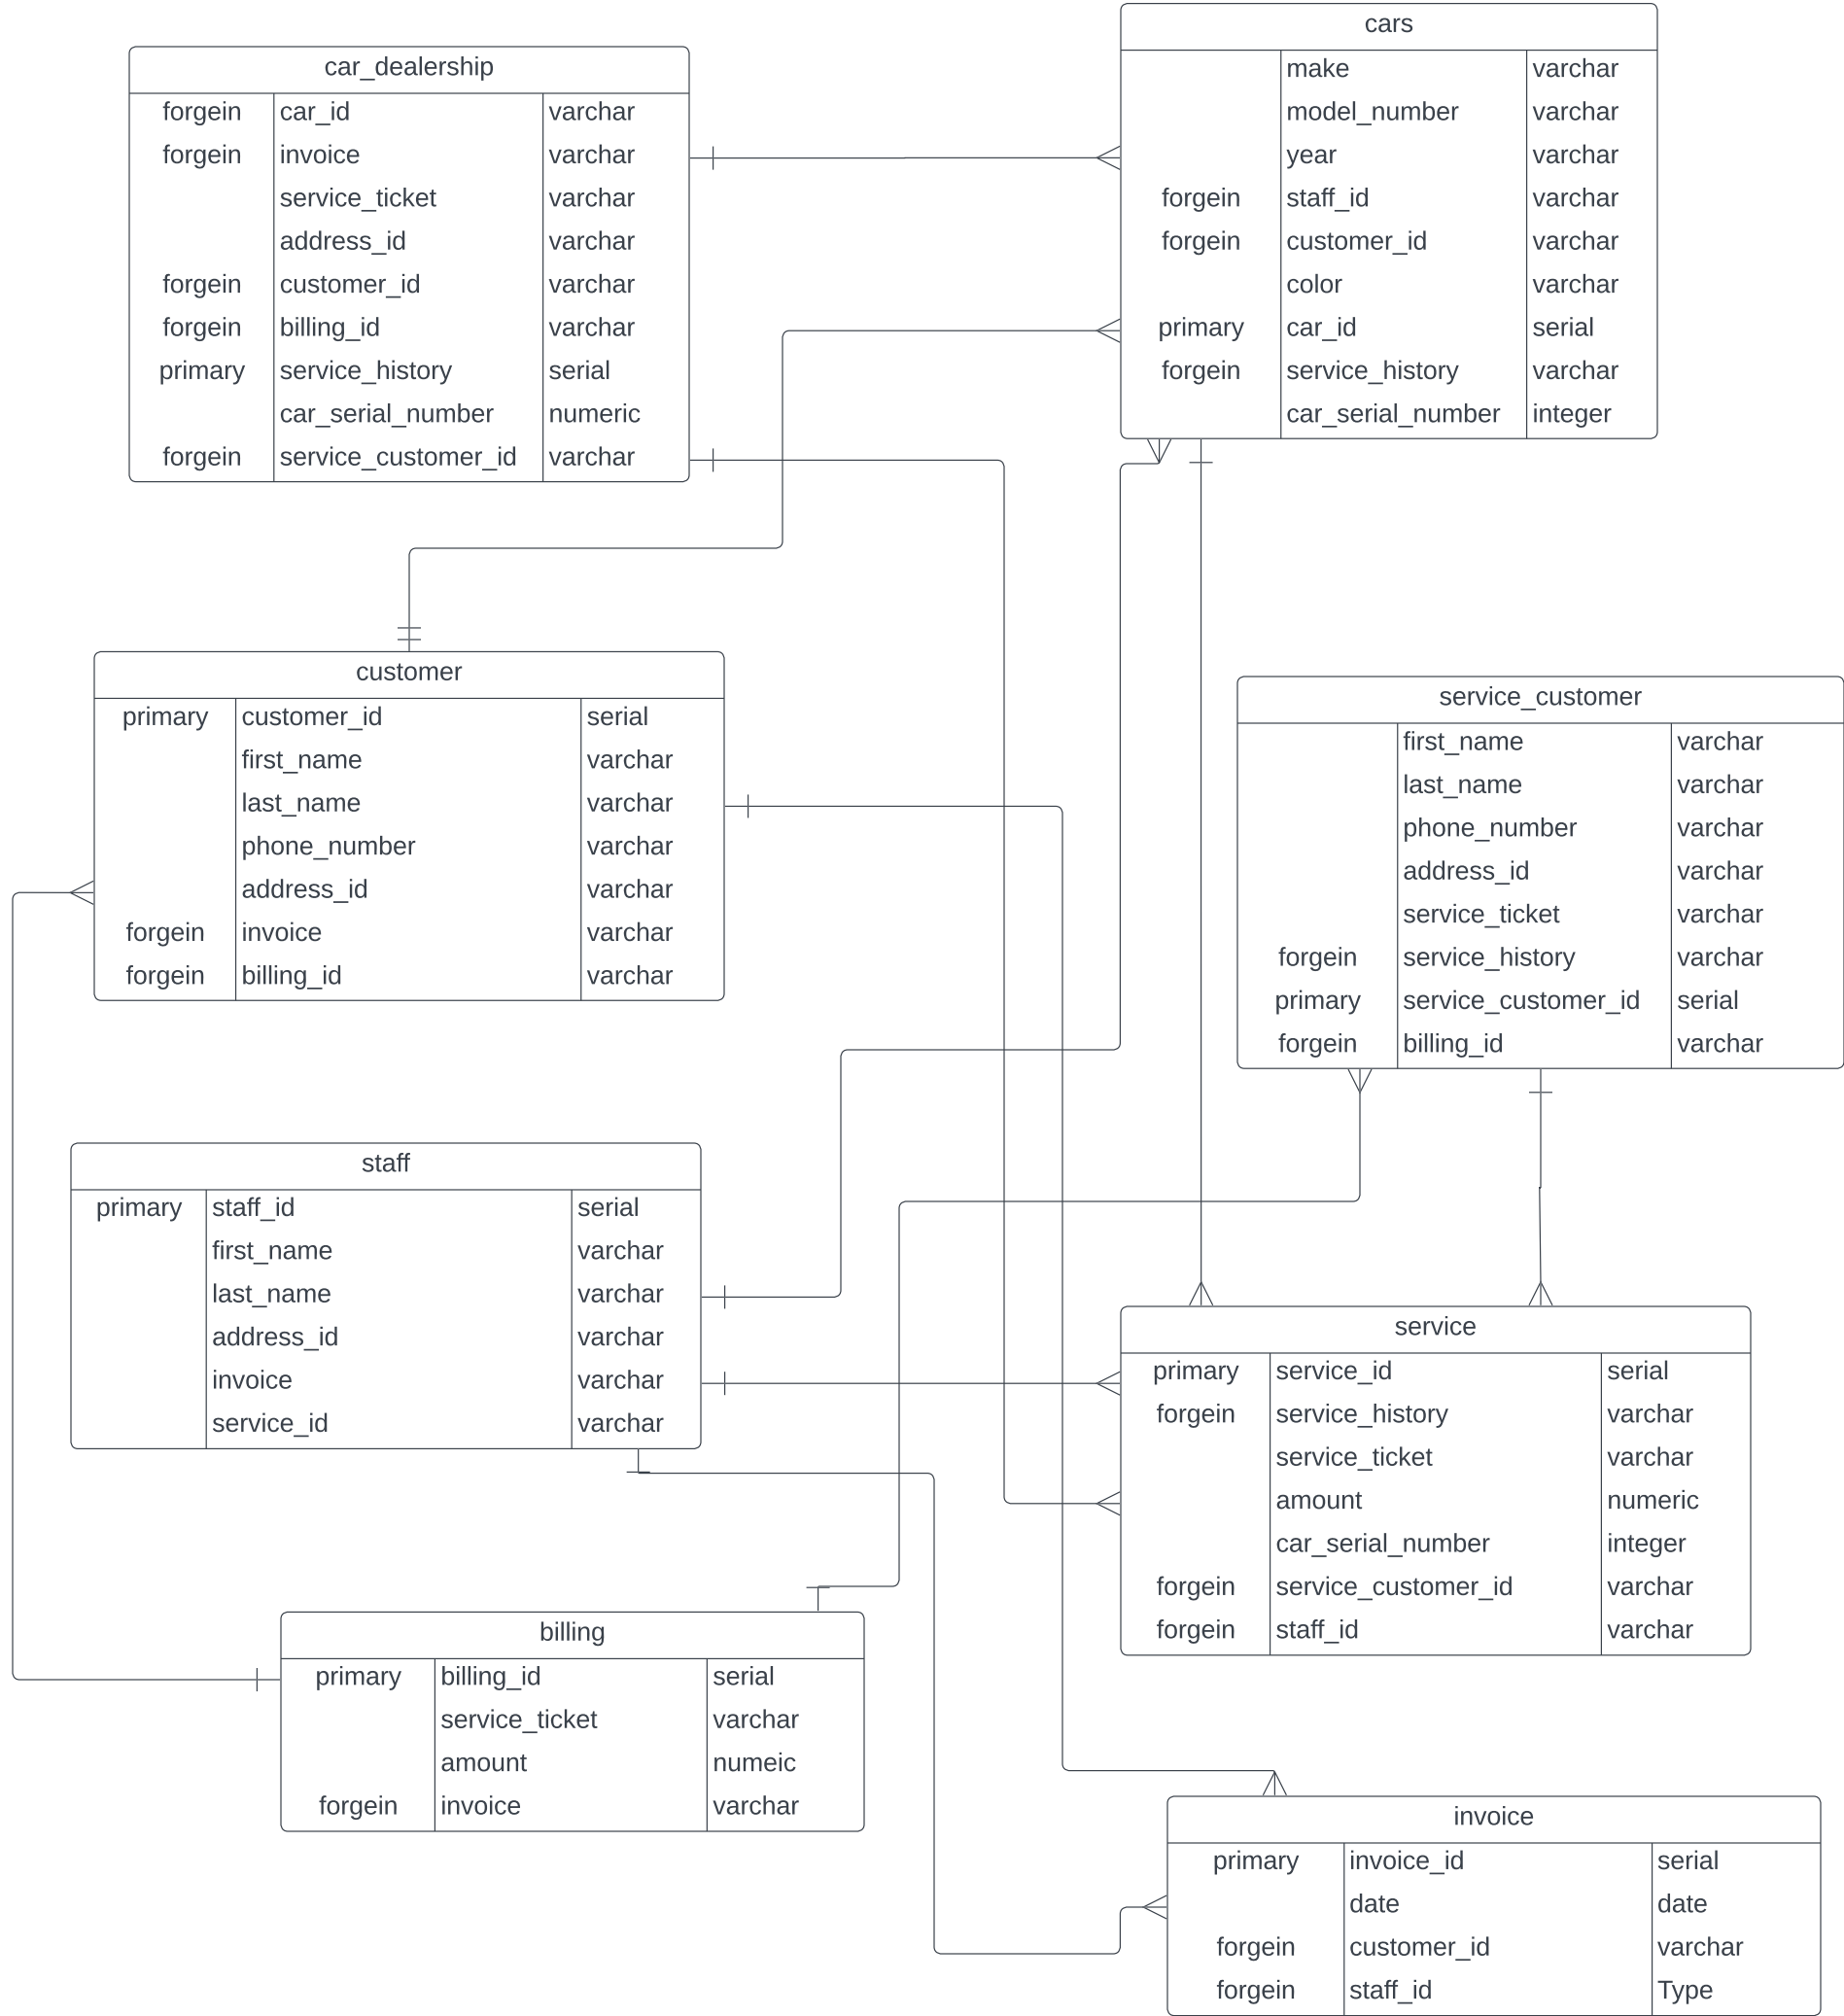 car_dealership
forgein car_id varchar
forgein invoice varchar
service_ticket varchar
address_id varchar
forgein customer_id varchar
forgein billing_id varchar
primary service_history serial
car_serial_number numeric
forgein service_customer_id varchar
cars
make varchar
model_number varchar
year varchar
forgein staff_id varchar
forgein customer_id varchar
color varchar
primary car_id serial
forgein service_history varchar
car_serial_number integer
customer
primary customer_id serial
first_name varchar
last_name varchar
phone_number varchar
address_id varchar
forgein invoice varchar
forgein billing_id varchar
service_customer
first_name varchar
last_name varchar
phone_number varchar
address_id varchar
service_ticket varchar
forgein service_history varchar
primary service_customer_id serial
forgein billing_id varchar
staff
primary staff_id serial
first_name varchar
last_name varchar
address_id varchar
invoice varchar
service_id varchar
service
primary service_id serial
forgein service_history varchar
service_ticket varchar
amount numeric
car_serial_number integer
forgein service_customer_id varchar
forgein staff_id varchar
billing
primary billing_id serial
service_ticket varchar
amount numeic
forgein invoice varchar
invoice
primary invoice_id serial
date date
forgein customer_id varchar
forgein staff_id Type